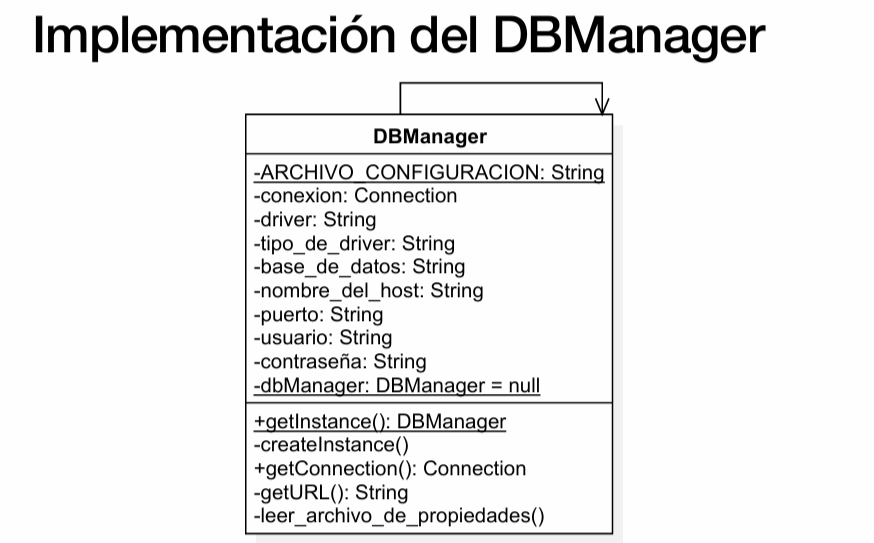 Implementación del DBManager
DBManager
-ARCHIVO_CONFIGURACION: String
-conexion: Connection
-driver: String
-tipo_de_driver: String
-base_de_datos: String
-nombre_del_host: String
-puerto: String
-usuario: String
-contraseña: String
-dbManager: DBManager = null
+getInstance(): DBManager
-createInstance()
+getConnection(): Connection
-getURL(): String
-leer_archivo_de_propiedades()